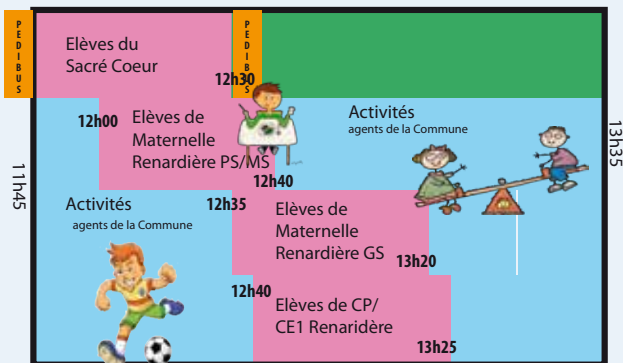 PEDIBUS
Elèves du
Sacré Coeur
12h30
PEDIBUS
12h00
Elèves de
Maternelle
Renardière PS/MS
12h40
Activités
agents de la Commune
11h45
13h35
Activités
agents de la Commune
12h35
Elèves de
Maternelle
Renardière GS
13h20
12h40
Elèves de CP/
CE1 Renaridère
13h25